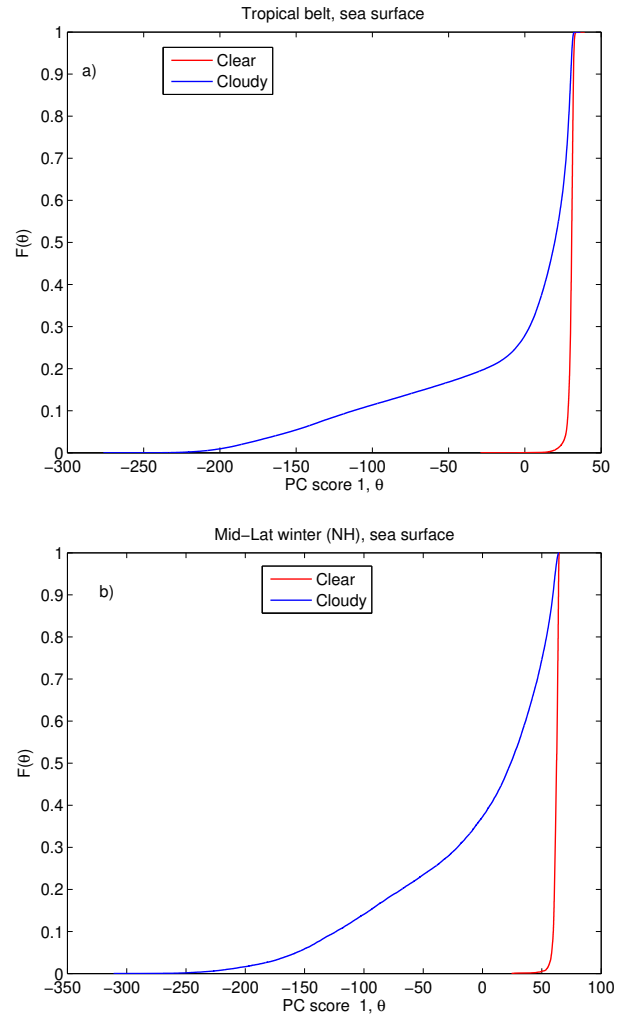 Tropical belt, sea surface
a)
Clear
Cloudy
1
0.9
0.8
0.7
0.6
0.5
0.4
0.3
0.2
0.1
0
F(θ)
−300 −250 −200 −150 −100 −50 0 50
PC score 1, θ
Mid−Lat winter (NH), sea surface
b)
Clear
Cloudy
1
0.9
0.8
0.7
0.6
0.5
0.4
0.3
0.2
0.1
0
F(θ)
−350 −300 −250 −200 −150 −100 −50 0 50 100
PC score 1, θ